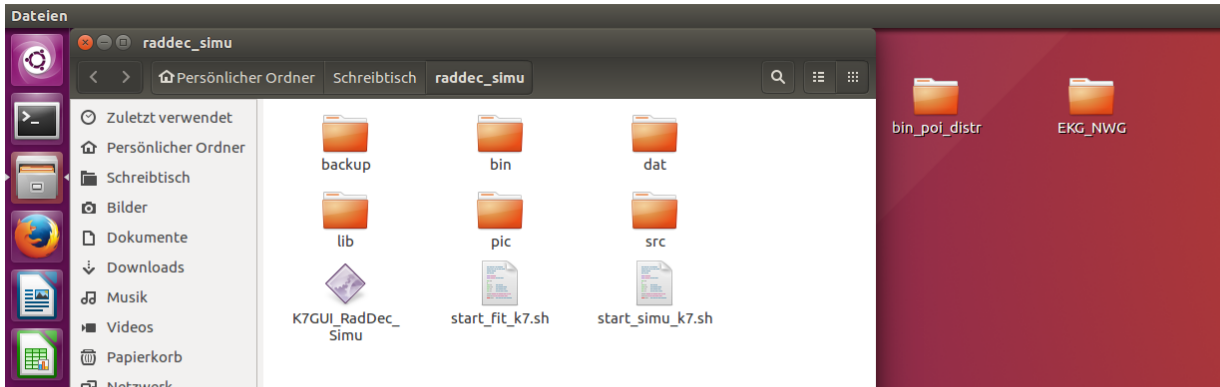 Dateien
raddec_simu
Persönlicher Ordner Schreibtisch raddec_simu
Zuletzt verwendet
Persönlicher Ordner
Schreibtisch
Bilder
Dokumente
Downloads
Musik
Videos
Papierkorb
Netzwerk
backup bin dat
lib pic src
K7GUI_RadDec_
Simu
start_fit_k7.sh start_simu_k7.sh
bin_poi_distr EKG_NWG